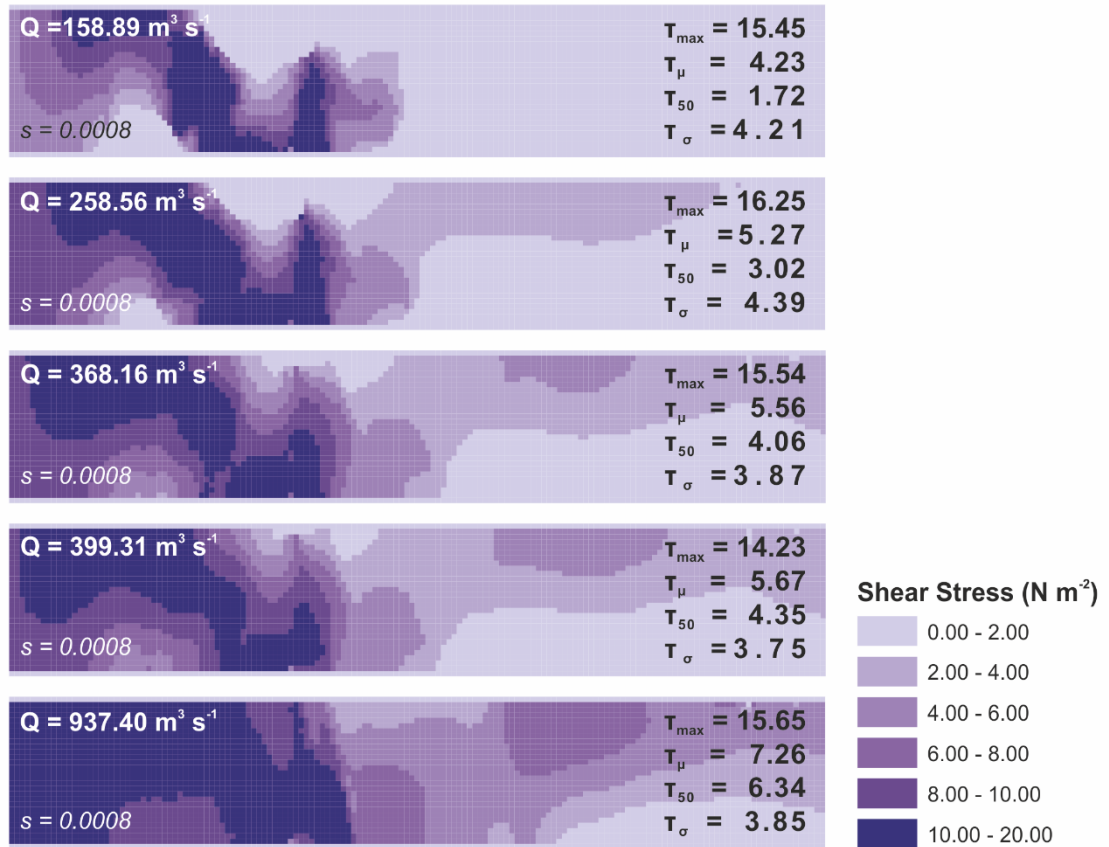 Q =158.89 m³ s⁻¹
τmax = 15.45
τμ = 4.23
τ50 = 1.72
τσ =4.21
s = 0.0008
Q = 258.56 m³ s⁻¹
τmax = 16.25
τμ =5.27
τ50 = 3.02
τσ = 4.39
s = 0.0008
Q = 368.16 m³ s⁻¹
τmax = 15.54
τμ = 5.56
τ50 = 4.06
τσ =3.87
s = 0.0008
Q = 399.31 m³ s⁻¹
τmax = 14.23
τμ = 5.67
τ50 = 4.35
τσ =3.75
s = 0.0008
Q = 937.40 m³ s⁻¹
τmax = 15.65
τμ = 7.26
τ50 = 6.34
τσ = 3.85
s = 0.0008
Shear Stress (N m⁻²)
0.00 - 2.00
2.00 - 4.00
4.00 - 6.00
6.00 - 8.00
8.00 - 10.00
10.00 - 20.00